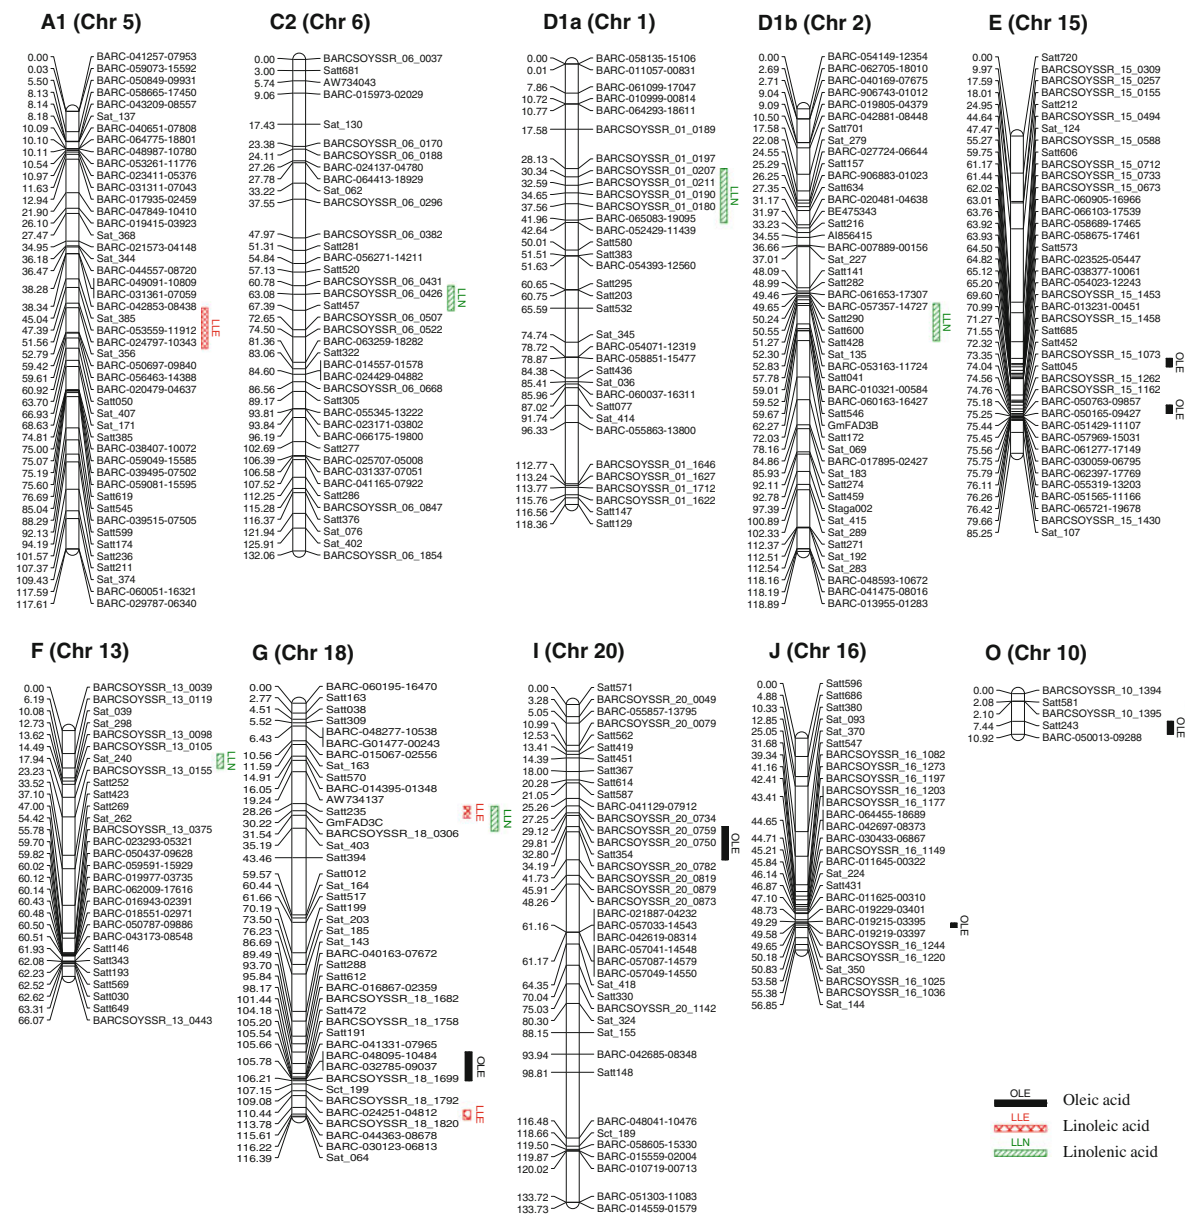 A1 (Chr 5)
0.00 BARC-041257-07953
0.03 BARC-059073-15592
5.50 BARC-050849-09931
8.13 BARC-058665-17450
8.14 BARC-043209-08557
8.18 Sat_137
10.09 BARC-040651-07808
10.10 BARC-064775-18801
10.11 BARC-048987-10780
10.54 BARC-053261-11776
10.97 BARC-023411-05376
11.63 BARC-031311-07043
12.94 BARC-017935-02459
21.90 BARC-047849-10410
26.10 BARC-019415-03923
27.47 Sat_368
34.95 BARC-021573-04148
36.18 Sat_344
36.47 BARC-044557-08720
38.28 BARC-049091-10809
BARC-031361-07059
38.34 BARC-042853-08438
45.04 Sat_385
47.39 BARC-053559-11912
51.56 BARC-024797-10343
52.79 Sat_356
59.42 BARC-050697-09840
59.61 BARC-056463-14388
60.92 BARC-020479-04637
63.70 Satt050
66.93 Sat_407
68.63 Sat_171
74.81 Satt385
75.00 BARC-038407-10072
75.07 BARC-059049-15585
75.19 BARC-039495-07502
75.60 BARC-059081-15595
76.69 Satt619
85.04 Satt545
88.29 BARC-039515-07505
92.13 Satt599
94.19 Satt174
101.57 Satt236
107.37 Satt211
109.43 Sat_374
117.59 BARC-060051-16321
117.61 BARC-029787-06340
LLE
C2 (Chr 6)
0.00 BARCSOYSSR_06_0037
3.00 Satt681
5.74 AW734043
9.06 BARC-015973-02029
17.43 Sat_130
23.38 BARCSOYSSR_06_0170
24.11 BARCSOYSSR_06_0188
27.26 BARC-024137-04780
27.78 BARC-064413-18929
33.22 Sat_062
37.55 BARCSOYSSR_06_0296
47.97 BARCSOYSSR_06_0382
51.31 Satt281
54.84 BARC-056271-14211
57.13 Satt520
60.78 BARCSOYSSR_06_0431
63.08 BARCSOYSSR_06_0426
67.39 Satt457
72.65 BARCSOYSSR_06_0507
74.50 BARCSOYSSR_06_0522
81.36 BARC-063259-18282
83.06 Satt322
84.60 BARC-014557-01578
BARC-024429-04882
86.56 BARCSOYSSR_06_0668
89.17 Satt305
93.81 BARC-055345-13222
93.84 BARC-023171-03802
96.19 BARC-066175-19800
102.69 Satt277
106.39 BARC-025707-05008
106.58 BARC-031337-07051
107.52 BARC-041165-07922
112.25 Satt286
115.28 BARCSOYSSR_06_0847
116.37 Satt376
121.94 Sat_076
125.91 Sat_402
132.06 BARCSOYSSR_06_1854
LLN
D1a (Chr 1)
0.00 BARC-058135-15106
0.01 BARC-011057-00831
7.86 BARC-061099-17047
10.72 BARC-010999-00814
10.77 BARC-064293-18611
17.58 BARCSOYSSR_01_0189
28.13 BARCSOYSSR_01_0197
30.34 BARCSOYSSR_01_0207
32.59 BARCSOYSSR_01_0211
34.65 BARCSOYSSR_01_0190
37.56 BARCSOYSSR_01_0180
41.96 BARC-065083-19095
42.64 BARC-052429-11439
50.01 Satt580
51.51 Satt383
51.63 BARC-054393-12560
60.65 Satt295
60.75 Satt203
65.59 Satt532
74.74 Sat_345
78.72 BARC-054071-12319
78.87 BARC-058851-15477
84.38 Satt436
85.41 Sat_036
85.96 BARC-060037-16311
87.02 Satt077
91.74 Sat_414
96.33 BARC-055863-13800
112.77 BARCSOYSSR_01_1646
113.24 BARCSOYSSR_01_1627
113.77 BARCSOYSSR_01_1712
115.76 BARCSOYSSR_01_1622
116.56 Satt147
118.36 Satt129
LLN
D1b (Chr 2)
0.00 BARC-054149-12354
2.69 BARC-062705-18010
2.71 BARC-040169-07675
9.04 BARC-906743-01012
9.09 BARC-019805-04379
10.50 BARC-042881-08448
17.58 Satt701
22.08 Sat_279
24.55 BARC-027724-06644
25.29 Satt157
26.25 BARC-906883-01023
27.35 Satt634
31.17 BARC-020481-04638
31.97 BE475343
33.23 Satt216
34.55 AI856415
36.66 BARC-007889-00156
37.01 Sat_227
48.09 Satt141
48.99 Satt282
49.46 BARC-061653-17307
49.65 BARC-057357-14727
50.24 Satt290
50.55 Satt600
51.27 Satt428
52.30 Sat_135
52.83 BARC-053163-11724
57.78 Satt041
59.01 BARC-010321-00584
59.52 BARC-060163-16427
59.67 Satt546
62.27 GmFAD3B
72.03 Satt172
78.16 Sat_069
84.86 BARC-017895-02427
85.93 Sat_183
92.11 Satt274
92.78 Satt459
97.39 Staga002
100.89 Sat_415
102.33 Sat_289
112.37 Satt271
112.51 Sat_192
112.54 Sat_283
118.16 BARC-048593-10672
118.19 BARC-041475-08016
118.89 BARC-013955-01283
LLN
E (Chr 15)
0.00 Satt720
9.97 BARCSOYSSR_15_0309
17.59 BARCSOYSSR_15_0257
18.01 BARCSOYSSR_15_0155
24.95 Satt212
44.64 BARCSOYSSR_15_0494
47.47 Sat_124
55.27 BARCSOYSSR_15_0588
59.75 Satt606
61.17 BARCSOYSSR_15_0712
61.44 BARCSOYSSR_15_0733
62.02 BARCSOYSSR_15_0673
63.01 BARC-060905-16966
63.76 BARC-066103-17539
63.92 BARC-058689-17465
63.93 BARC-058675-17461
64.50 Satt573
64.82 BARC-023525-05447
65.12 BARC-038377-10061
65.20 BARC-054023-12243
69.60 BARCSOYSSR_15_1453
70.99 BARC-013231-00451
71.27 BARCSOYSSR_15_1458
71.55 Satt685
72.32 Satt452
73.35 BARCSOYSSR_15_1073
74.04 Satt045
74.56 BARCSOYSSR_15_1262
74.76 BARCSOYSSR_15_1162
75.18 BARC-050763-09857
75.25 BARC-050165-09427
75.44 BARC-051429-11107
75.45 BARC-057969-15031
75.56 BARC-061277-17149
75.75 BARC-030059-06795
75.79 BARC-062397-17769
76.11 BARC-055319-13203
76.26 BARC-051565-11166
76.42 BARC-065721-19678
79.66 BARCSOYSSR_15_1430
85.25 Sat_107
OLE
OLE
F (Chr 13)
0.00 BARCSOYSSR_13_0039
6.19 BARCSOYSSR_13_0119
10.08 Sat_039
12.73 Sat_298
13.62 BARCSOYSSR_13_0098
14.49 BARCSOYSSR_13_0105
17.94 Sat_240
23.23 BARCSOYSSR_13_0155
33.52 Satt252
37.10 Satt423
47.00 Satt269
54.42 Sat_262
55.78 BARCSOYSSR_13_0375
59.70 BARC-023293-05321
59.82 BARC-050437-09628
60.02 BARC-059591-15929
60.12 BARC-019977-03735
60.14 BARC-062009-17616
60.43 BARC-016943-02391
60.48 BARC-018551-02971
60.50 BARC-050787-09886
60.51 BARC-043173-08548
61.93 Satt146
62.08 Satt343
62.23 Satt193
62.52 Satt569
62.62 Satt030
63.31 Satt649
66.07 BARCSOYSSR_13_0443
LLN
G (Chr 18)
0.00 BARC-060195-16470
2.77 Satt163
4.51 Satt038
5.52 Satt309
6.43 BARC-048277-10538
BARC-G01477-00243
10.56 BARC-015067-02556
11.59 Sat_163
14.91 Satt570
16.05 BARC-014395-01348
19.24 AW734137
28.26 Satt235
30.22 GmFAD3C
31.54 BARCSOYSSR_18_0306
35.19 Sat_403
43.46 Satt394
59.57 Satt012
60.44 Sat_164
61.66 Satt517
70.19 Satt199
73.50 Sat_203
76.23 Sat_185
86.69 Sat_143
89.49 BARC-040163-07672
93.70 Satt288
95.84 Satt612
98.17 BARC-016867-02359
101.44 BARCSOYSSR_18_1682
104.18 Satt472
105.20 BARCSOYSSR_18_1758
105.54 Satt191
105.66 BARC-041331-07965
105.78 BARC-048095-10484
BARC-032785-09037
106.21 BARCSOYSSR_18_1699
107.15 Sct_199
109.08 BARCSOYSSR_18_1792
110.44 BARC-024251-04812
113.78 BARCSOYSSR_18_1820
115.61 BARC-044363-08678
116.22 BARC-030123-06813
116.39 Sat_064
LLE
LLN
OLE
LLE
I (Chr 20)
0.00 Satt571
3.28 BARCSOYSSR_20_0049
5.05 BARC-055857-13795
10.99 BARCSOYSSR_20_0079
12.53 Satt562
13.41 Satt419
14.39 Satt451
18.00 Satt367
20.28 Satt614
21.05 Satt587
25.26 BARC-041129-07912
27.25 BARCSOYSSR_20_0734
29.12 BARCSOYSSR_20_0759
29.81 BARCSOYSSR_20_0750
32.80 Satt354
34.19 BARCSOYSSR_20_0782
41.73 BARCSOYSSR_20_0819
45.91 BARCSOYSSR_20_0879
48.26 BARCSOYSSR_20_0873
61.16 BARC-021887-04232
BARC-057033-14543
BARC-042619-08314
61.17 BARC-057041-14548
BARC-057087-14579
BARC-057049-14550
64.35 Sat_418
70.04 Satt330
75.03 BARCSOYSSR_20_1142
80.30 Sat_324
88.15 Sat_155
93.94 BARC-042685-08348
98.81 Satt148
116.48 BARC-048041-10476
118.66 Sct_189
119.50 BARC-058605-15330
119.87 BARC-015559-02004
120.02 BARC-010719-00713
133.72 BARC-051303-11083
133.73 BARC-014559-01579
OLE
J (Chr 16)
0.00 Satt596
4.88 Satt686
10.33 Satt380
12.85 Sat_093
25.05 Sat_370
31.68 Satt547
39.34 BARCSOYSSR_16_1082
41.16 BARCSOYSSR_16_1273
42.41 BARCSOYSSR_16_1197
43.41 BARCSOYSSR_16_1203
BARCSOYSSR_16_1177
44.65 BARC-064455-18689
BARC-042697-08373
44.71 BARC-030433-06867
45.21 BARCSOYSSR_16_1149
45.84 BARC-011645-00322
46.14 Sat_224
46.87 Satt431
47.10 BARC-011625-00310
48.73 BARC-019229-03401
49.29 BARC-019215-03395
49.58 BARC-019219-03397
49.65 BARCSOYSSR_16_1244
50.18 BARCSOYSSR_16_1220
50.83 Sat_350
53.58 BARCSOYSSR_16_1025
55.38 BARCSOYSSR_16_1036
56.85 Sat_144
OLE
O (Chr 10)
0.00 BARCSOYSSR_10_1394
2.08 Satt581
2.10 BARCSOYSSR_10_1395
7.44 Satt243
10.92 BARC-050013-09288
OLE
OLE Oleic acid
LLE Linoleic acid
LLN Linolenic acid